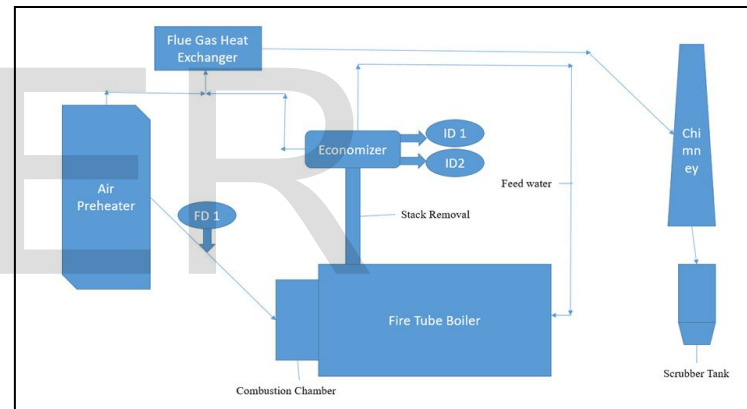 Flue Gas Heat
Exchanger
ID 1
Economizer
ID2
Chi
mn
ey
Air
Preheater
Feed water
FD 1
Stack Removal
Fire Tube Boiler
Scrubber Tank
Combustion Chamber
ER